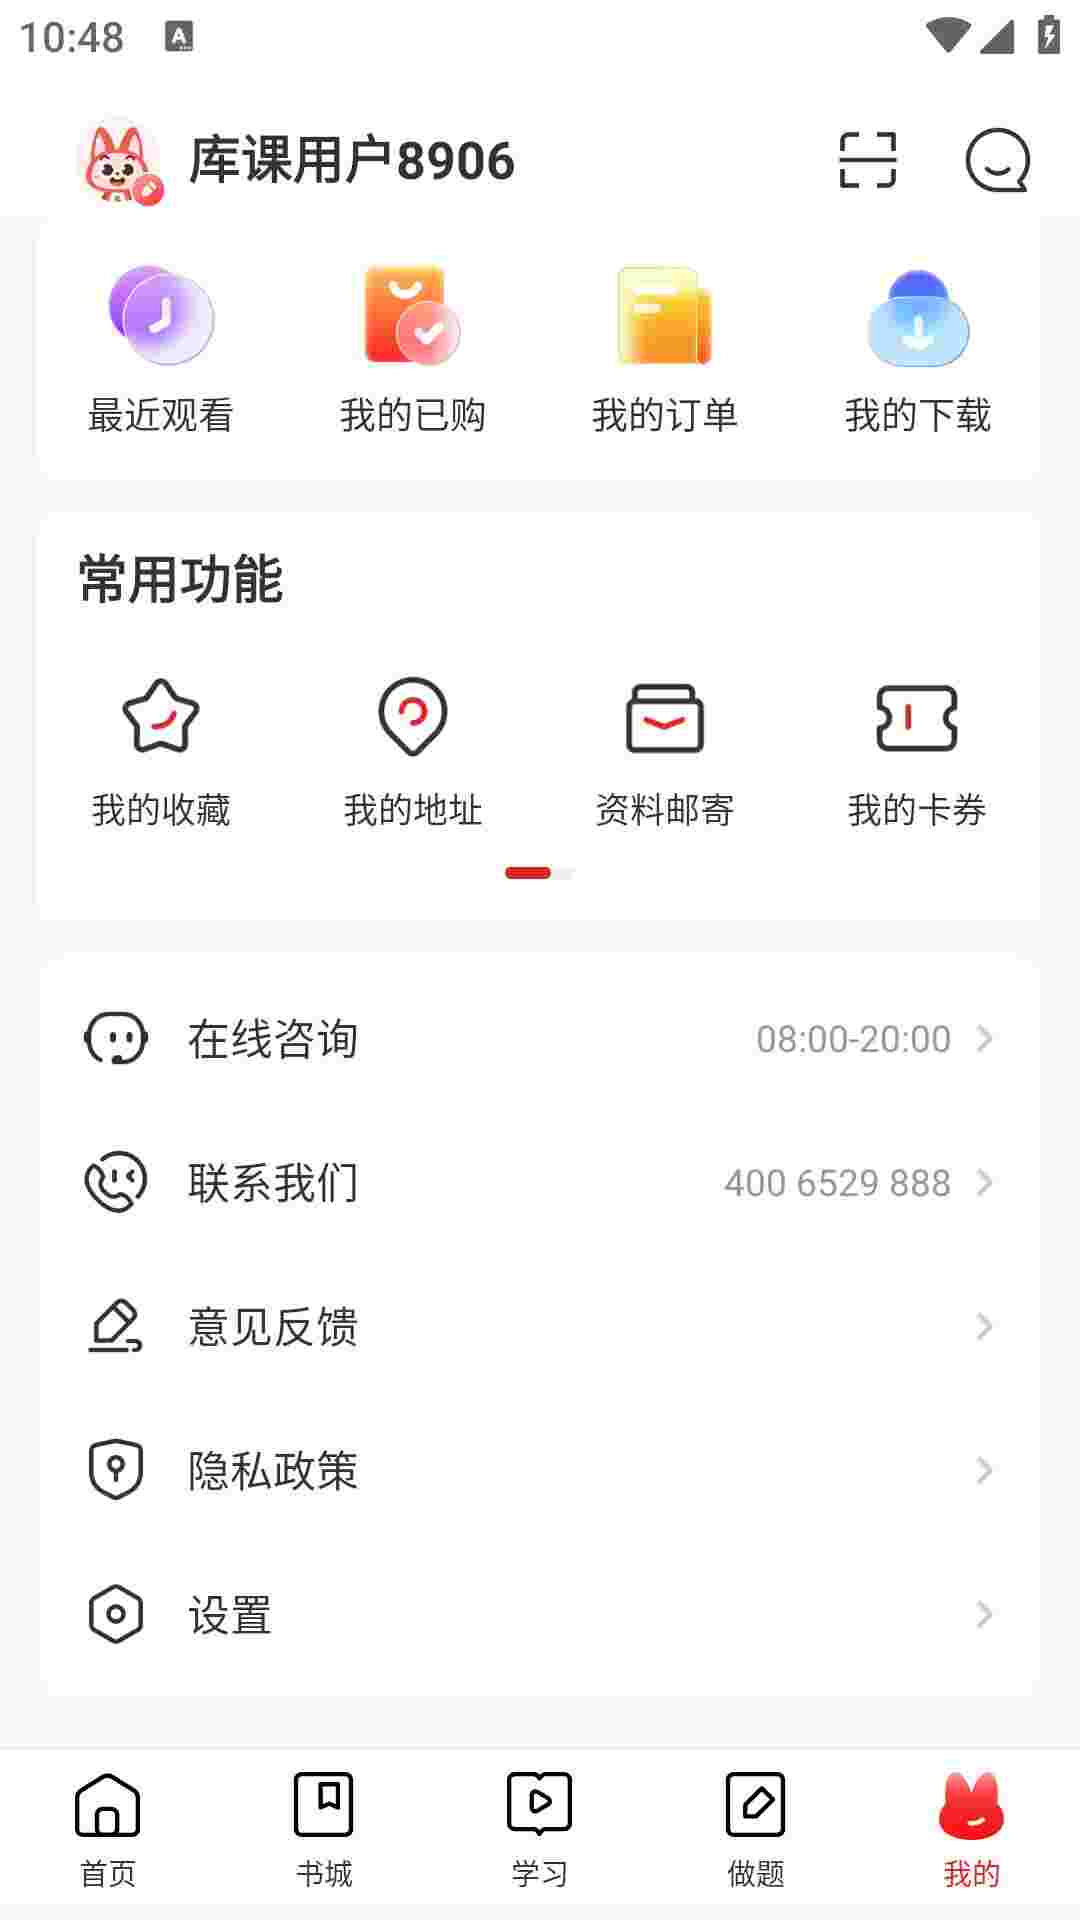 10:48
库课用户8906
最近观看 我的已购 我的订单 我的下载
常用功能
我的收藏 我的地址 资料邮寄 我的卡券
在线咨询 08:00-20:00
联系我们 400 6529 888
意见反馈
隐私政策
设置
首页 书城 学习 做题 我的